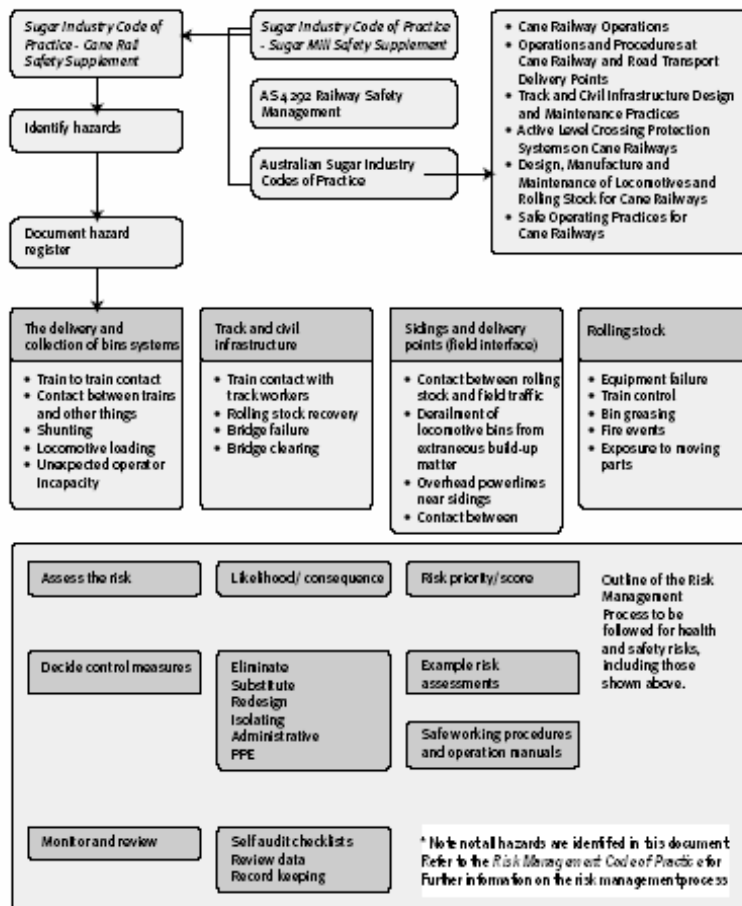 Sugar Industry Code of
Practice - Cane Rail
Safety Supplement
Sugar Industry Code of Practice
- Sugar Mill Safety Supplement
AS 4292 Railway Safety
Management
Australian Sugar Industry
Codes of Practice
• Cane Railway Operations
• Operations and Procedures at
Cane Railway and Road Transport
Delivery Points
• Track and Civil Infrastructure Design
and Maintenance Practices
• Active Level Crossing Protection
Systems on Cane Railways
• Design, Manufacture and
Maintenance of Locomotives and
Rolling Stock for Cane Railways
• Safe Operating Practices for
Cane Railways
Identify hazards
Document hazard
register
The delivery and
collection of bins systems
• Train to train contact
• Contact between trains
and other things
• Shunting
• Locomotive loading
• Unexpected operator
Incapacity
Track and civil
infrastructure
• Train contact with
track workers
• Rolling stock recovery
• Bridge failure
• Bridge clearing
Sidings and delivery
points (field interface)
• Contact between rolling
stock and field traffic
• Derailment of
locomotive bins from
extraneous build-up
matter
• Overhead powerlines
near sidings
• Contact between
Rolling stock
• Equipment failure
• Train control
• Bin greasing
• Fire events
• Exposure to moving
parts
Assess the risk
Likelihood/ consequence
Risk priority/score
Outline of the Risk
Management
Process to be
followed for health
and safety risks,
including those
shown above.
Decide control measures
Eliminate
Substitute
Redesign
Isolating
Administrative
PPE
Example risk
assessments
Safe working procedures
and operation manuals
Monitor and review
Self audit checklists
Review data
Record keeping
* Note not all hazards are identifed in this document
Refer to the Risk Management Code of Practice for
Further information on the risk management process